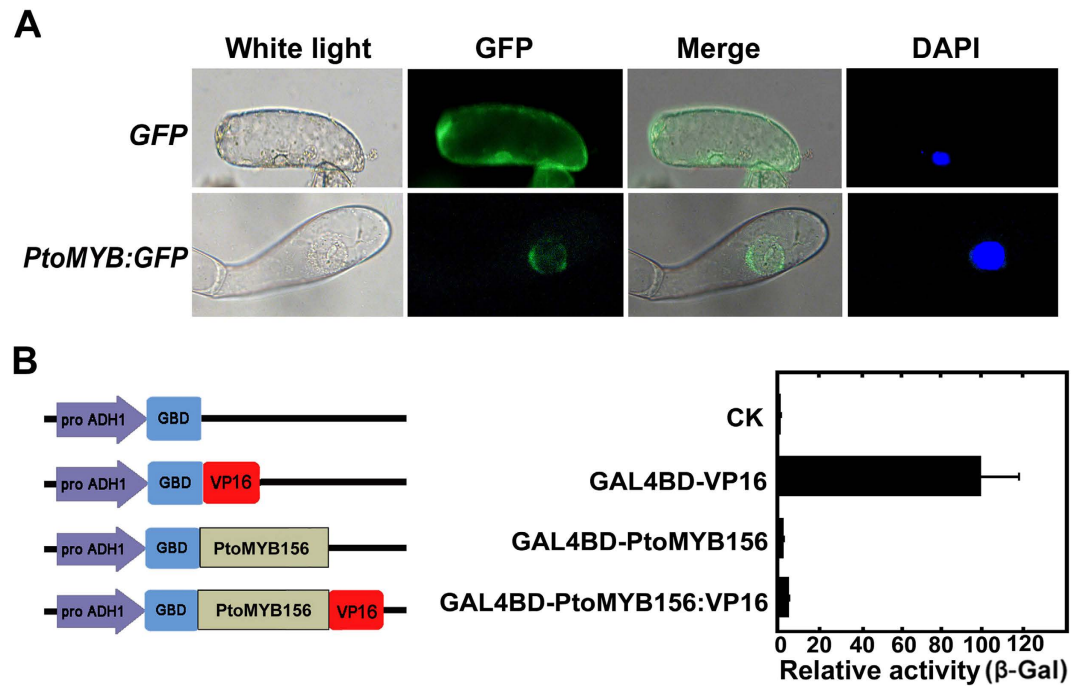 A
White light GFP Merge DAPI
GFP
PtoMYB:GFP
B
pro ADH1 GBD
CK
pro ADH1 GBD VP16
GAL4BD-VP16
pro ADH1 GBD PtoMYB156
GAL4BD-PtoMYB156
pro ADH1 GBD PtoMYB156 VP16
GAL4BD-PtoMYB156:VP16
0 20 40 60 80 100 120
Relative activity (β-Gal)